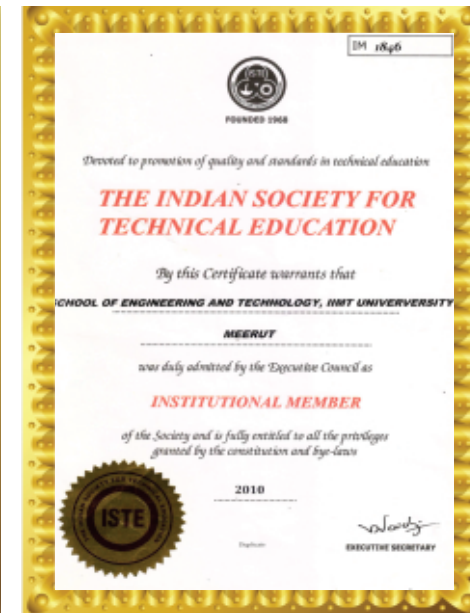 IM 1846
ISTE
FOUNDED 1968
Devoted to promotion of quality and standards in technical education
THE INDIAN SOCIETY FOR
TECHNICAL EDUCATION
By this Certificate warrants that
SCHOOL OF ENGINEERING AND TECHNOLOGY, IIMT UNIVERVERSITY
MEERUT
was duly admitted by the Executive Council as
INSTITUTIONAL MEMBER
of the Society and is fully entitled to all the privileges
granted by the constitution and bye-laws
2010
ISTE
Duplicate
EXECUTIVE SECRETARY